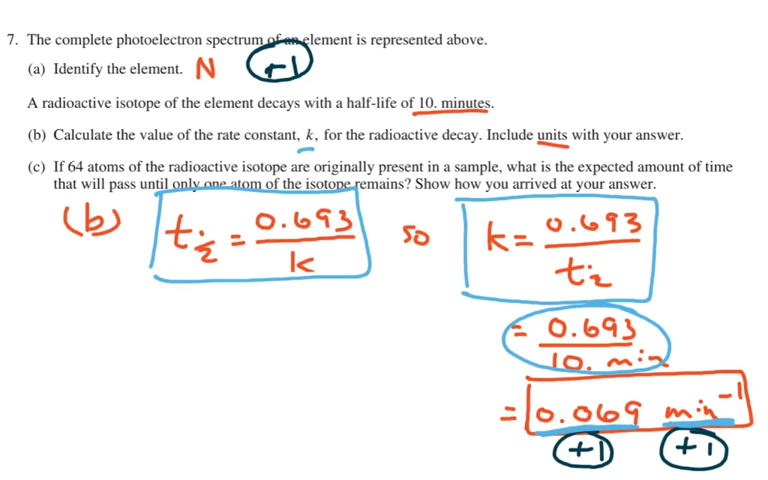 7. The complete photoelectron spectrum of an element is represented above.
(a) Identify the element. N +1
A radioactive isotope of the element decays with a half-life of 10. minutes.
(b) Calculate the value of the rate constant, k, for the radioactive decay. Include units with your answer.
(c) If 64 atoms of the radioactive isotope are originally present in a sample, what is the expected amount of time
that will pass until only one atom of the isotope remains? Show how you arrived at your answer.
(b) t½ = 0.693/k so k = 0.693/t½
= 0.693/10. min
= 0.069 min⁻¹
+1 +1